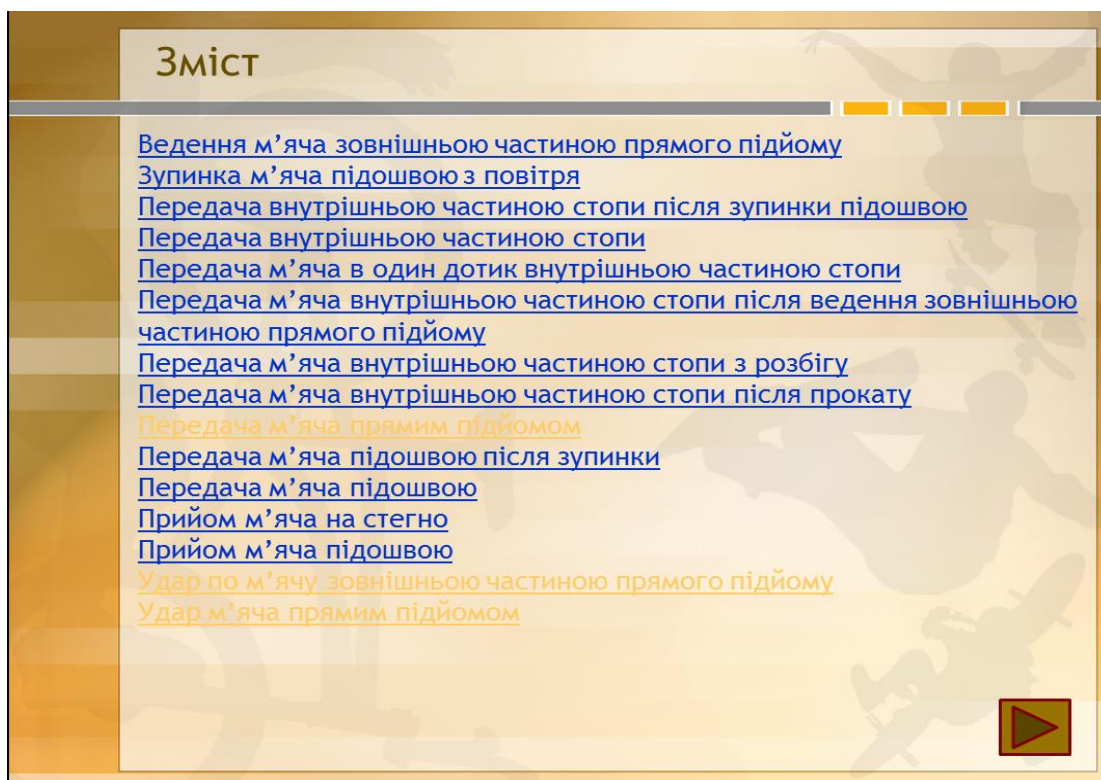 Зміст
Ведення м’яча зовнішньою частиною прямого підйому
Зупинка м’яча підошвою з повітря
Передача внутрішньою частиною стопи після зупинки підошвою
Передача внутрішньою частиною стопи
Передача м’яча в один дотик внутрішньою частиною стопи
Передача м’яча внутрішньою частиною стопи після ведення зовнішньою
частиною прямого підйому
Передача м’яча внутрішньою частиною стопи з розбігу
Передача м’яча внутрішньою частиною стопи після прокату
Передача м’яча прямим підйомом
Передача м’яча підошвою після зупинки
Передача м’яча підошвою
Прийом м’яча на стегно
Прийом м’яча підошвою
Удар по м’ячу зовнішньою частиною прямого підйому
Удар м’яча прямим підйомом